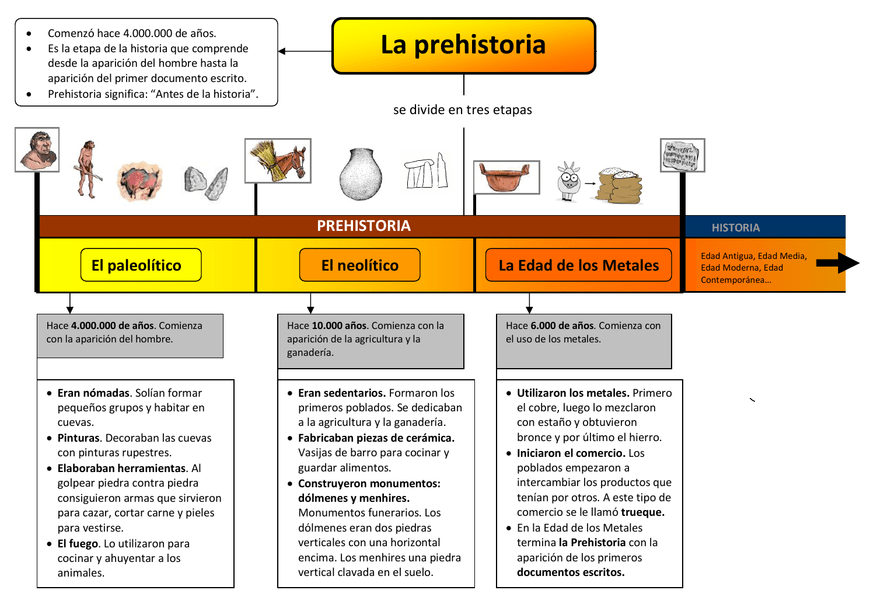 La prehistoria
• Comenzó hace 4.000.000 de años.
• Es la etapa de la historia que comprende
desde la aparición del hombre hasta la
aparición del primer documento escrito.
• Prehistoria significa: “Antes de la historia”.
se divide en tres etapas
PREHISTORIA
HISTORIA
El paleolítico
El neolítico
La Edad de los Metales
Edad Antigua, Edad Media,
Edad Moderna, Edad
Contemporánea...
Hace 4.000.000 de años. Comienza
con la aparición del hombre.
• Eran nómadas. Solían formar
pequeños grupos y habitar en
cuevas.
• Pinturas. Decoraban las cuevas
con pinturas rupestres.
• Elaboraban herramientas. Al
golpear piedra contra piedra
consiguieron armas que sirvieron
para cazar, cortar carne y pieles
para vestirse.
• El fuego. Lo utilizaron para
cocinar y ahuyentar a los
animales.
Hace 10.000 años. Comienza con la
aparición de la agricultura y la
ganadería.
• Eran sedentarios. Formaron los
primeros poblados. Se dedicaban
a la agricultura y la ganadería.
• Fabricaban piezas de cerámica.
Vasijas de barro para cocinar y
guardar alimentos.
• Construyeron monumentos:
dólmenes y menhires.
Monumentos funerarios. Los
dólmenes eran dos piedras
verticales con una horizontal
encima. Los menhires una piedra
vertical clavada en el suelo.
Hace 6.000 de años. Comienza con
el uso de los metales.
• Utilizaron los metales. Primero
el cobre, luego lo mezclaron
con estaño y obtuvieron
bronce y por último el hierro.
• Iniciaron el comercio. Los
poblados empezaron a
intercambiar los productos que
tenían por otros. A este tipo de
comercio se le llamó trueque.
• En la Edad de los Metales
termina la Prehistoria con la
aparición de los primeros
documentos escritos.